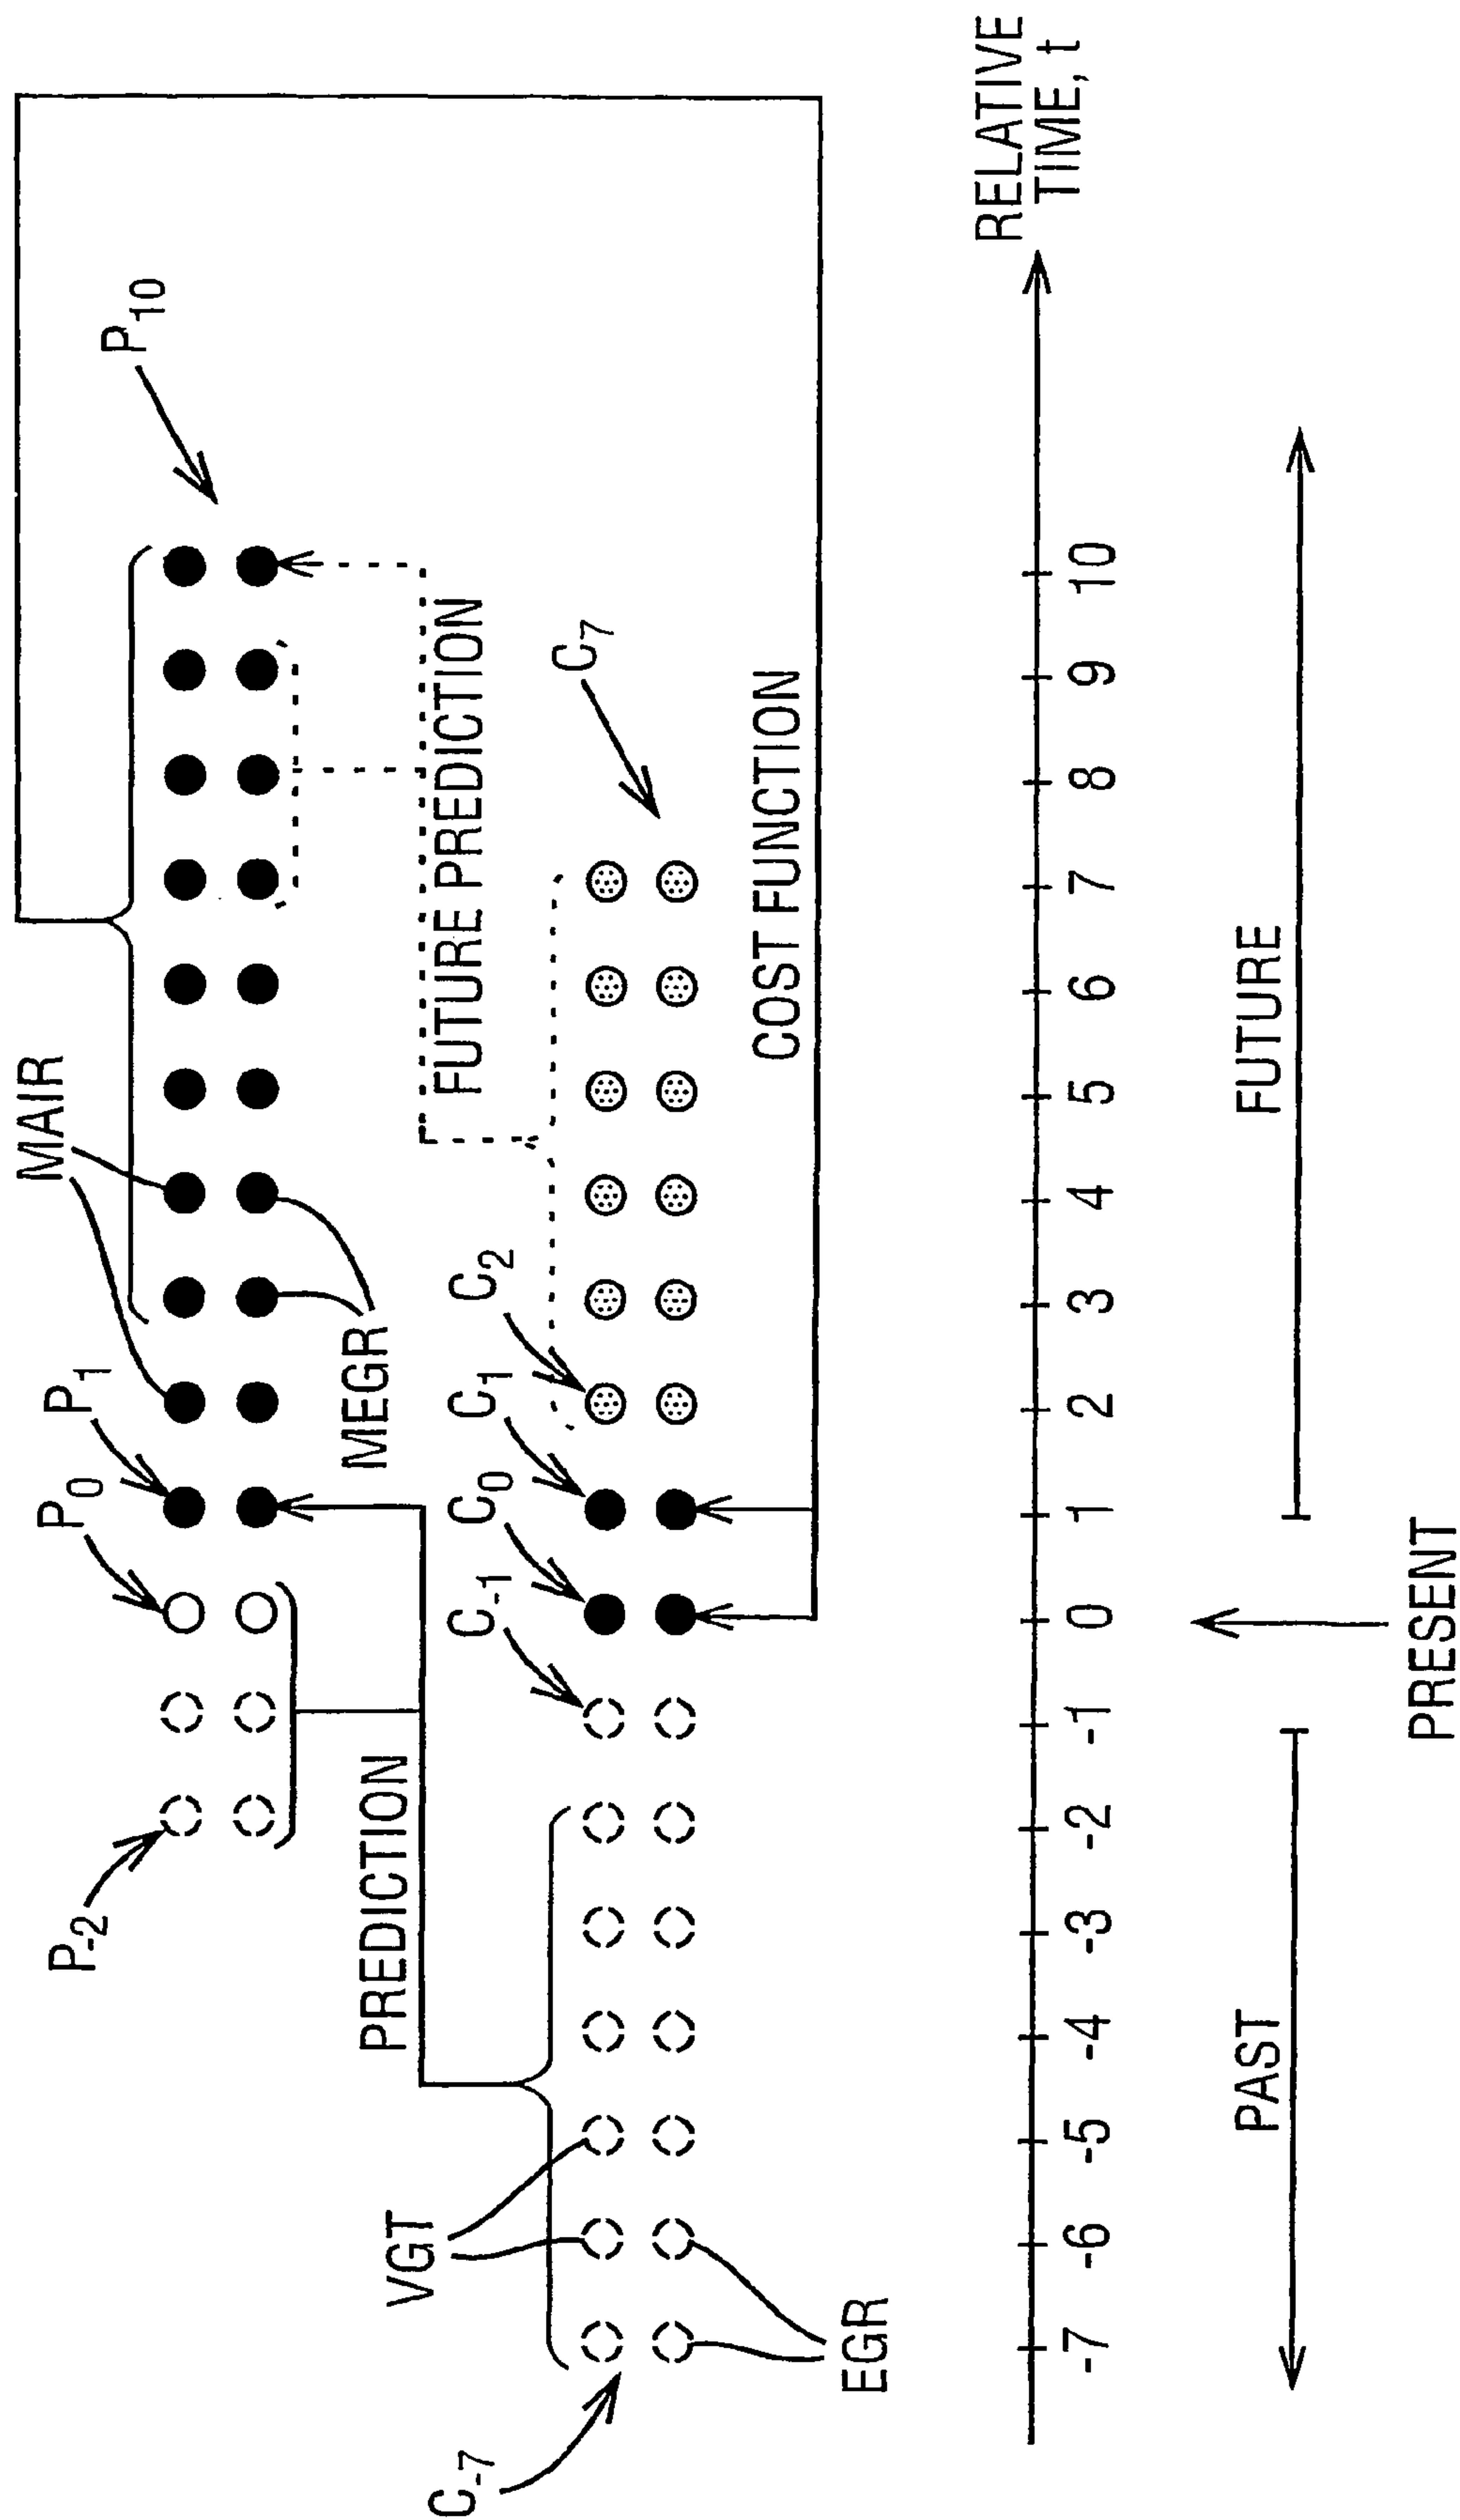 P-2
P0
P1
MAIR
P10
MEGR
PREDICTION
FUTURE PREDICTION
VGT
C-7
C-1
C0
C1
C2
C7
EGR
COST FUNCTION
RELATIVE
TIME, t
-7 -6 -5 -4 -3 -2 -1 0 1 2 3 4 5 6 7 8 9 10
PAST
FUTURE
PRESENT